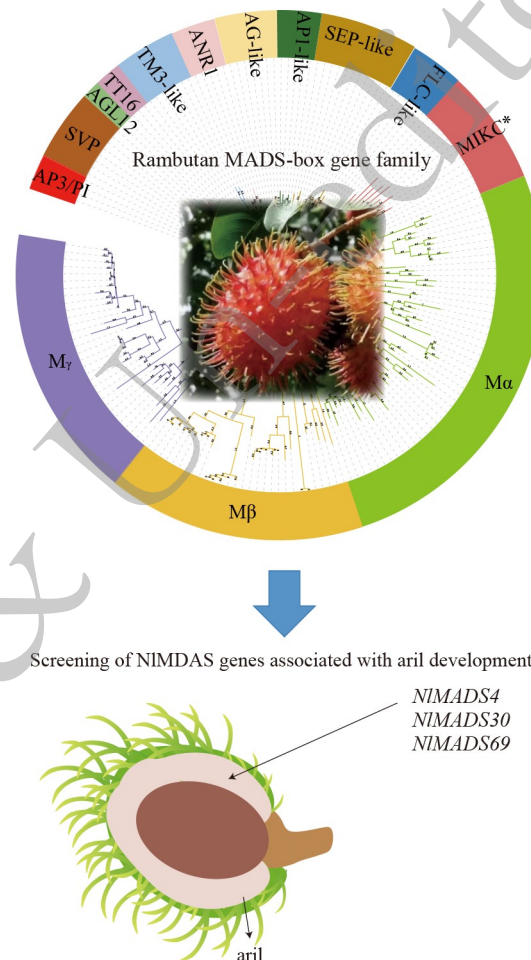 AP3/PI
SVP
AGL12
TT16
TM3-like
ANR1
AG-like
AP1-like
SEP-like
FLC-like
MIKC*
Rambutan MADS-box gene family
Mγ
Mβ
Mα
Screening of NlMDAS genes associated with aril development
NlMADS4
NlMADS30
NlMADS69
aril